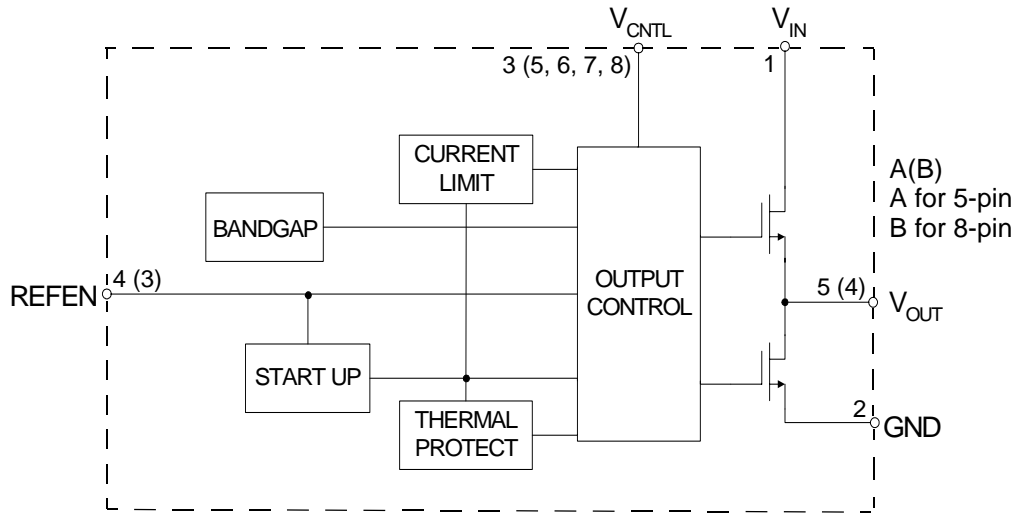 VCNTL
VIN
3 (5, 6, 7, 8)
1
CURRENT
LIMIT
A(B)
A for 5-pin
B for 8-pin
BANDGAP
OUTPUT
CONTROL
4 (3)
REFEN
5 (4)
VOUT
START UP
THERMAL
PROTECT
2
GND